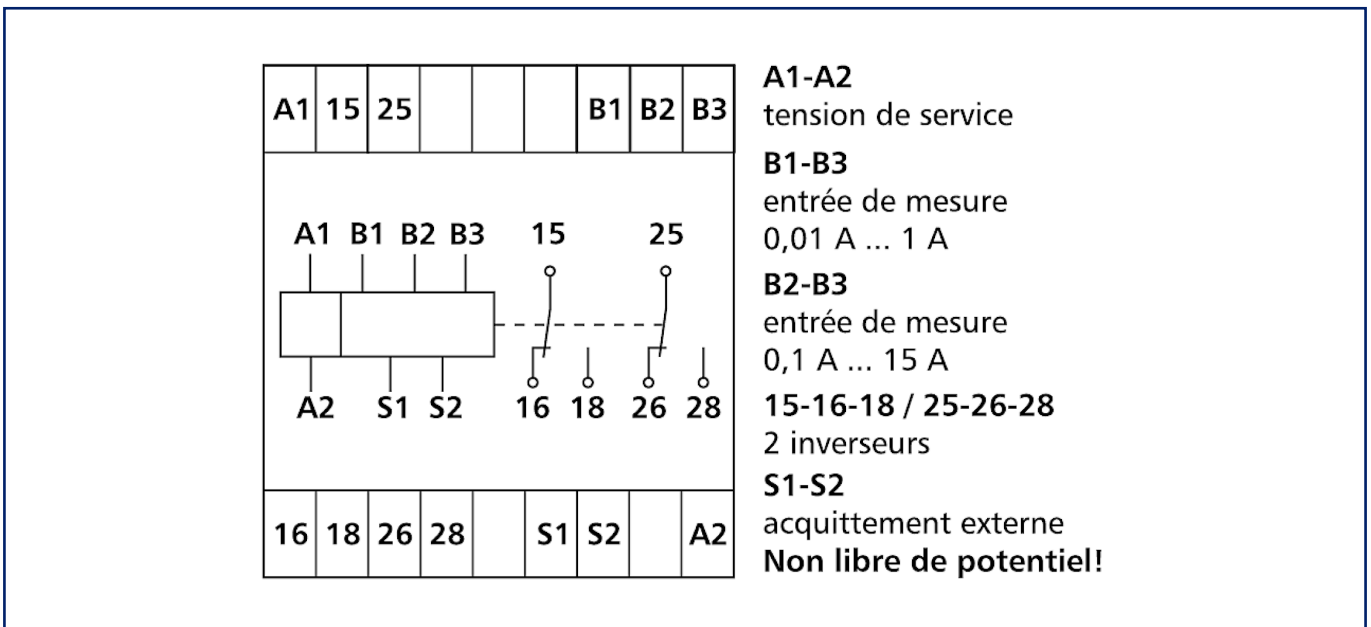 A1 15 25 B1 B2 B3
A1 B1 B2 B3 15 25
A2 S1 S2 16 18 26 28
16 18 26 28 S1 S2 A2
A1-A2
tension de service
B1-B3
entrée de mesure
0,01 A ... 1 A
B2-B3
entrée de mesure
0,1 A ... 15 A
15-16-18 / 25-26-28
2 inverseurs
S1-S2
acquittement externe
Non libre de potentiel!